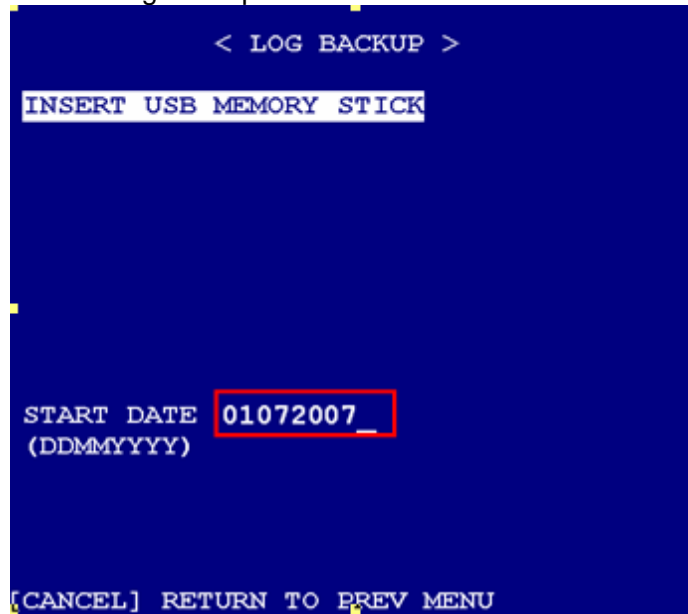 < LOG BACKUP >
INSERT USB MEMORY STICK
START DATE 01072007_
(DDMMYYYY)
[CANCEL] RETURN TO PREV MENU